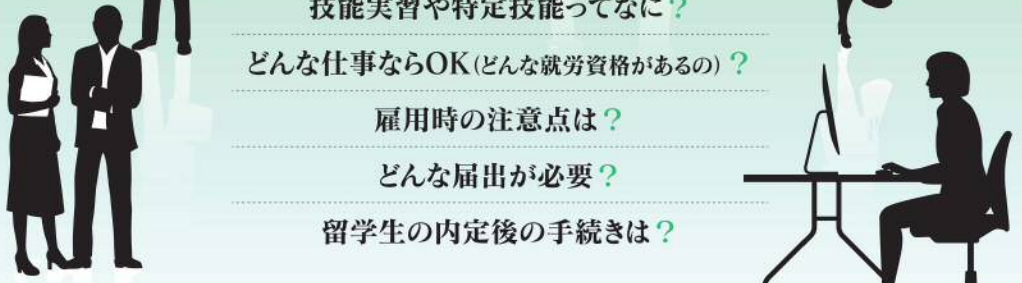 技能実習や特定技能ってなに？
どんな仕事ならOK（どんな就労資格があるの）？
雇用時の注意点は？
どんな届出が必要？
留学生の内定後の手続きは？